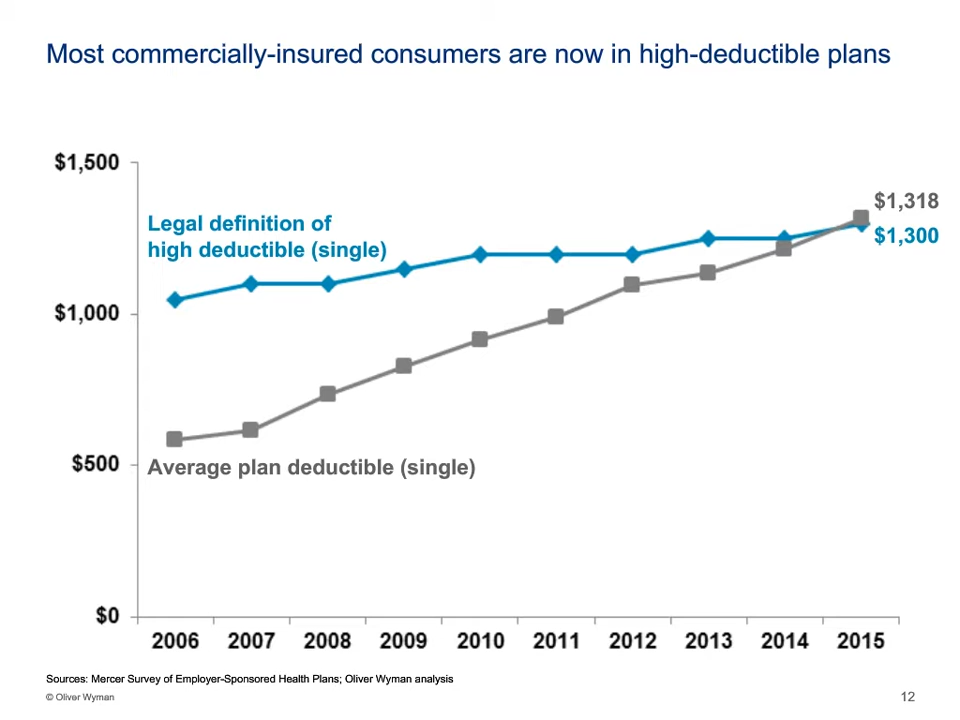 Most commercially-insured consumers are now in high-deductible plans
$1,500
$1,318
Legal definition of
high deductible (single)
$1,300
$1,000
$500
Average plan deductible (single)
$0
2006 2007 2008 2009 2010 2011 2012 2013 2014 2015
Sources: Mercer Survey of Employer-Sponsored Health Plans; Oliver Wyman analysis
© Oliver Wyman
12